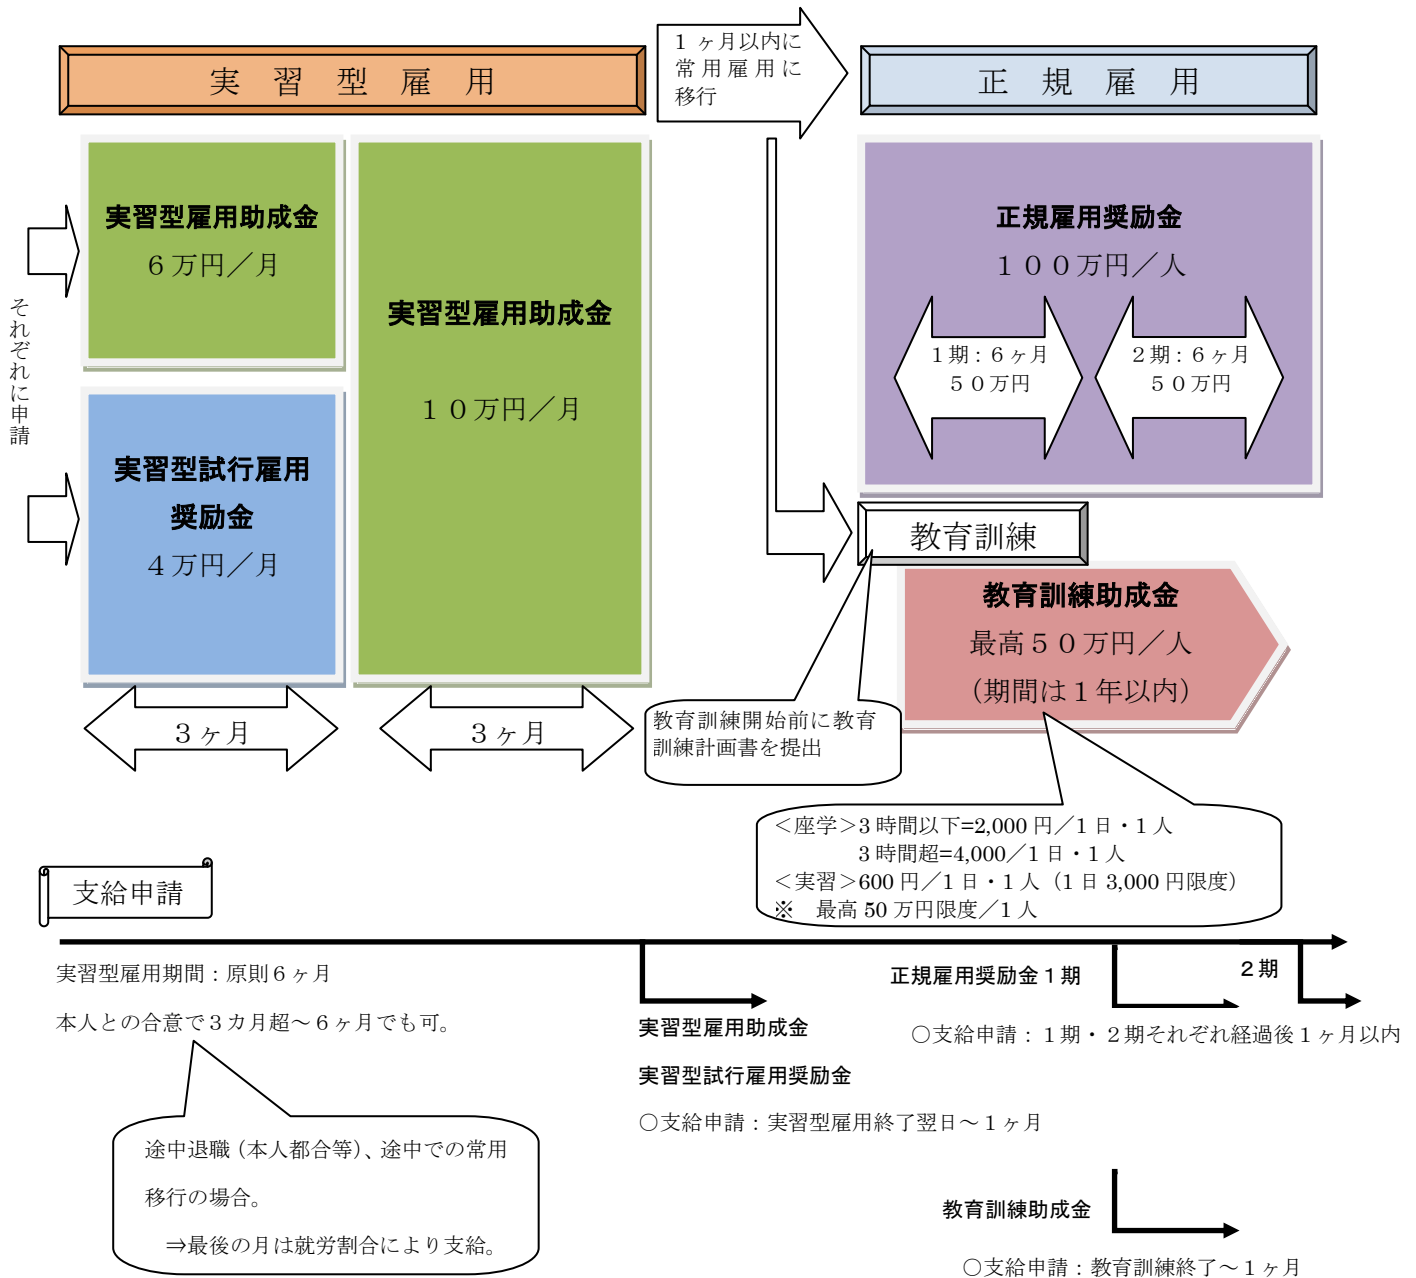 実習型雇用
1ヶ月以内に
常用雇用に
移行
正規雇用
それぞれに申請
実習型雇用助成金
６万円／月
実習型試行雇用
奨励金
４万円／月
実習型雇用助成金
１０万円／月
正規雇用奨励金
１００万円／人
１期：６ヶ月
５０万円
２期：６ヶ月
５０万円
教育訓練
教育訓練助成金
最高５０万円／人
（期間は１年以内）
３ヶ月
３ヶ月
教育訓練開始前に教育
訓練計画書を提出
＜座学＞3時間以下=2,000円／1日・1人
3時間超=4,000／1日・1人
＜実習＞600円／1日・1人（1日3,000円限度）
※　最高50万円限度／1人
支給申請
実習型雇用期間：原則６ヶ月
本人との合意で３カ月超～６ヶ月でも可。
途中退職（本人都合等）、途中での常用
移行の場合。
⇒最後の月は就労割合により支給。
実習型雇用助成金
実習型試行雇用奨励金
○支給申請：実習型雇用終了翌日～１ヶ月
正規雇用奨励金１期
２期
○支給申請：１期・２期それぞれ経過後１ヶ月以内
教育訓練助成金
○支給申請：教育訓練終了～１ヶ月